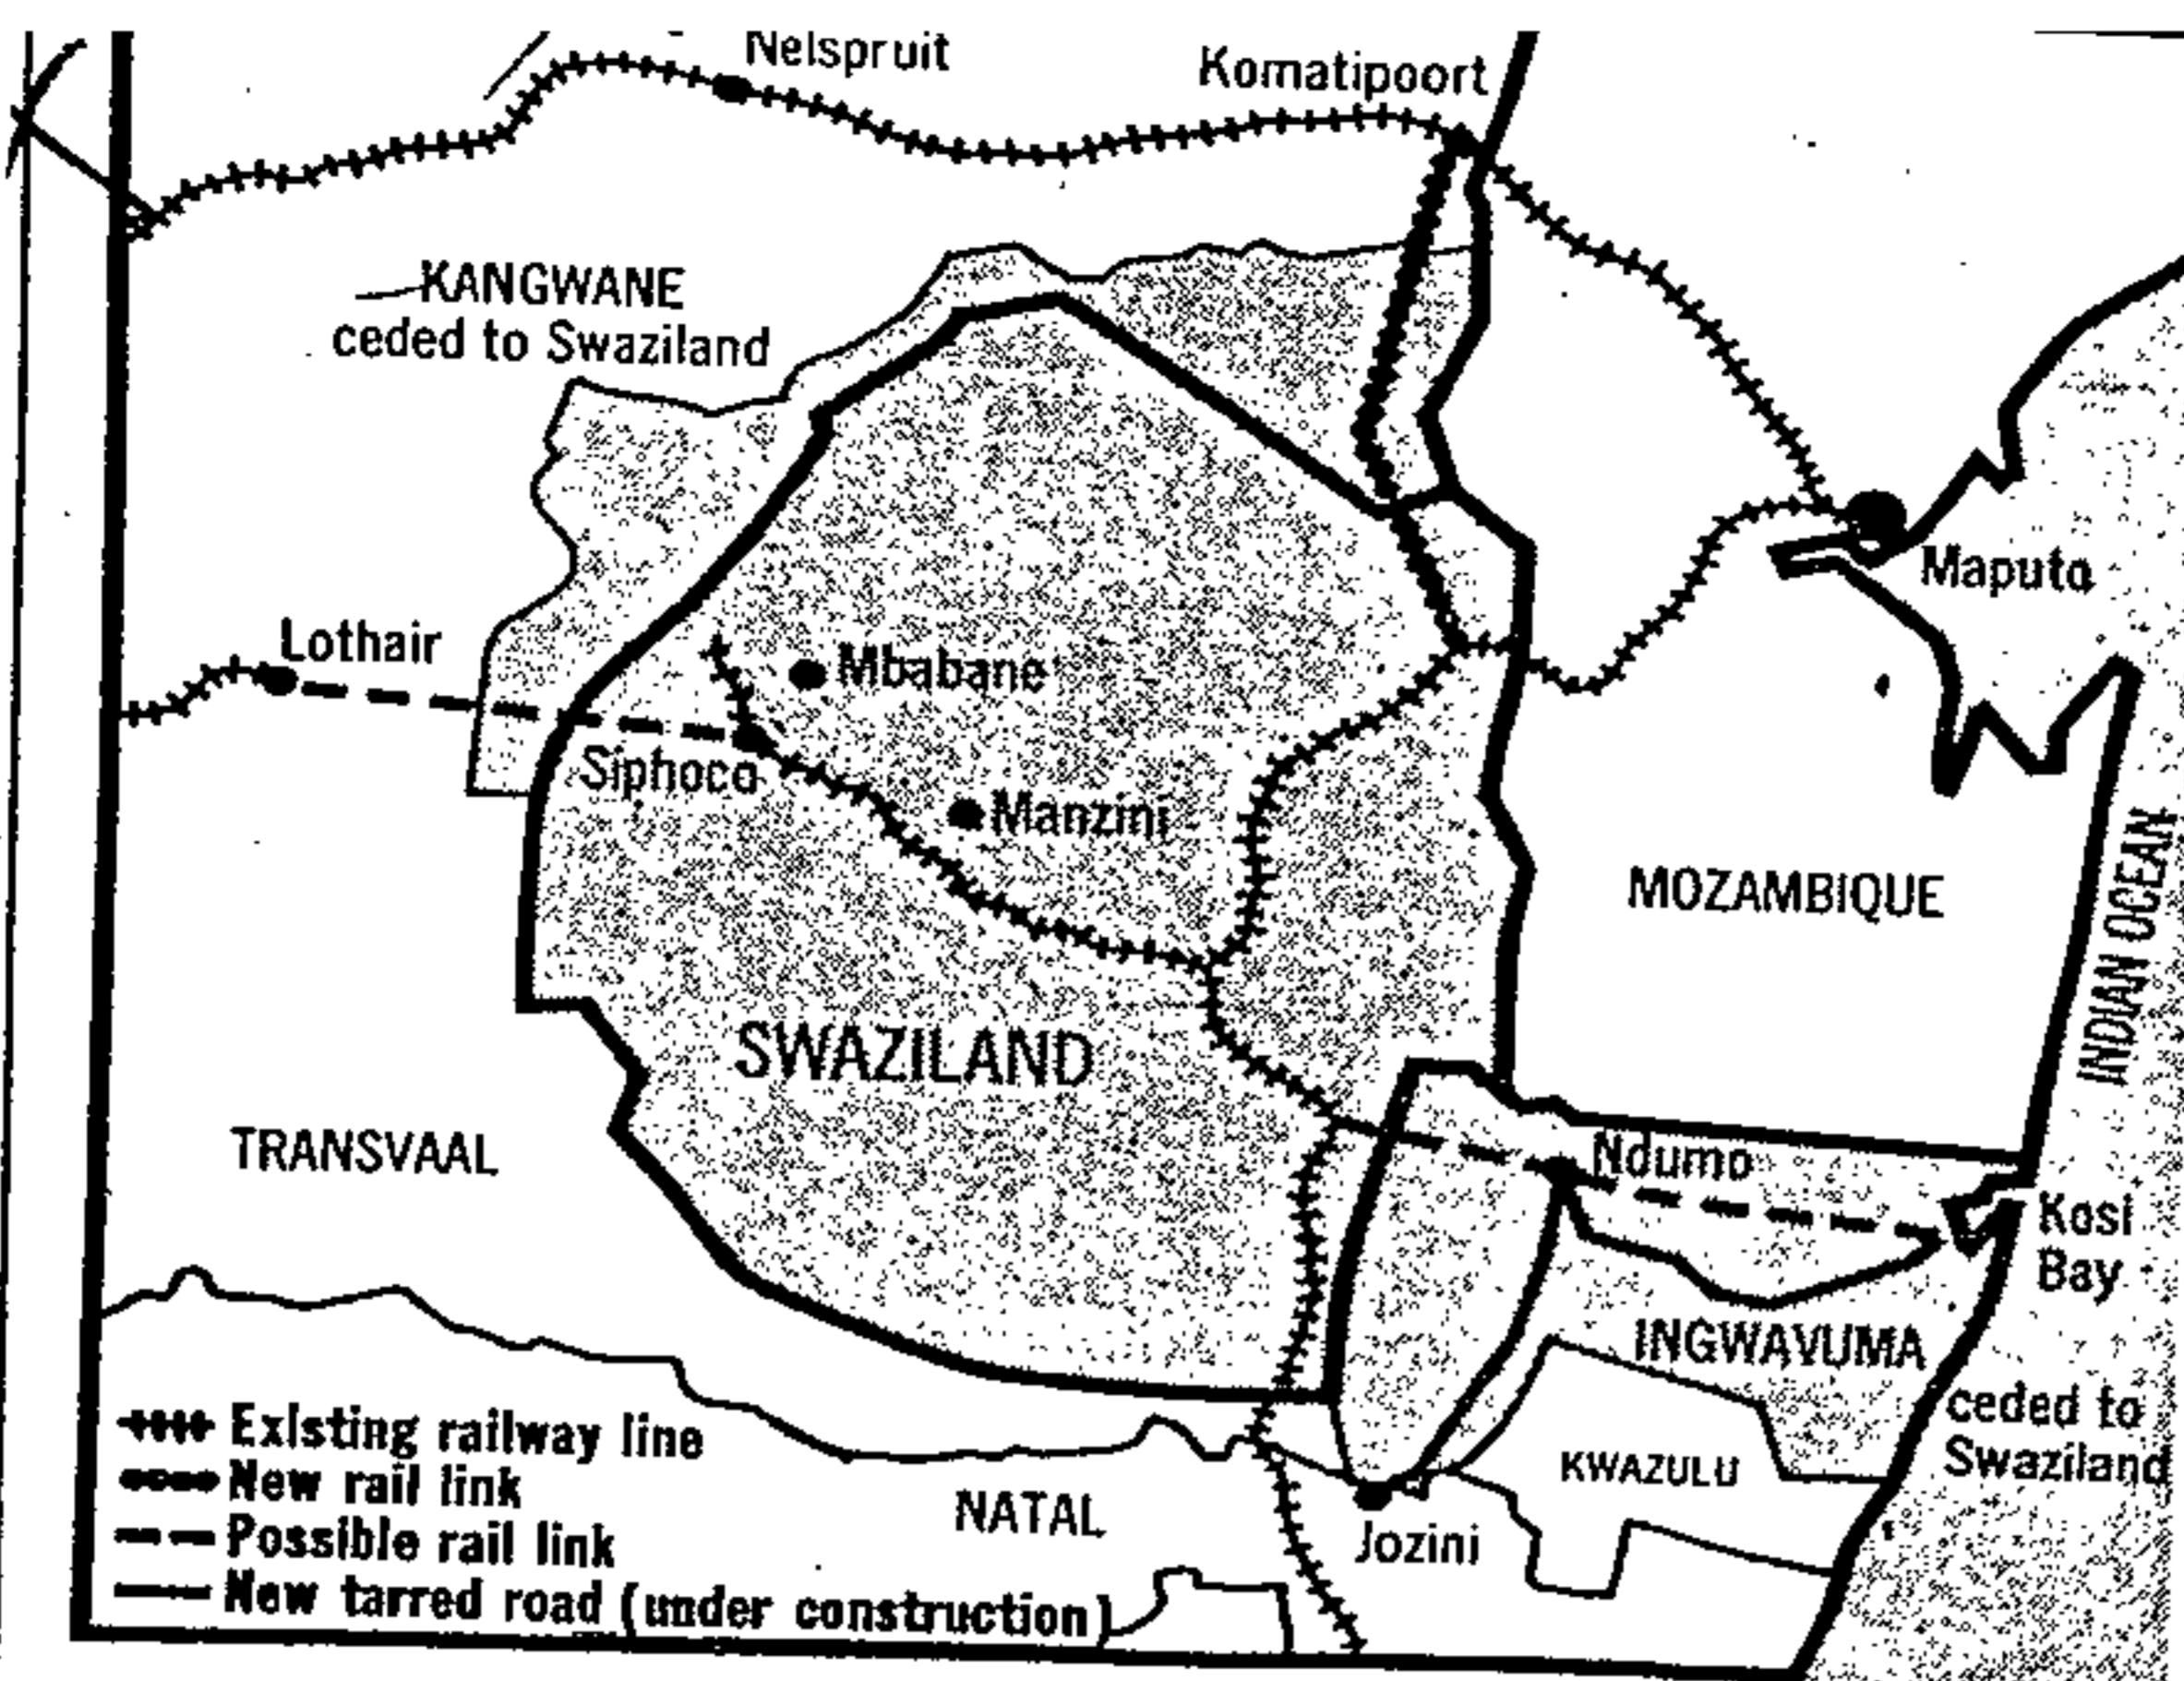 Nelspruit
Komatipoort
KANGWANE
ceded to Swaziland
Maputo
Lothair
Mbabane
Siphoco
Manzini
MOZAMBIQUE
INDIAN OCEAN
SWAZILAND
TRANSVAAL
Ndumo
Kosi
Bay
INGWAVUMA
ceded to
Swaziland
KWAZULU
NATAL
Jozini
Existing railway line
New rail link
Possible rail link
New tarred road (under construction)